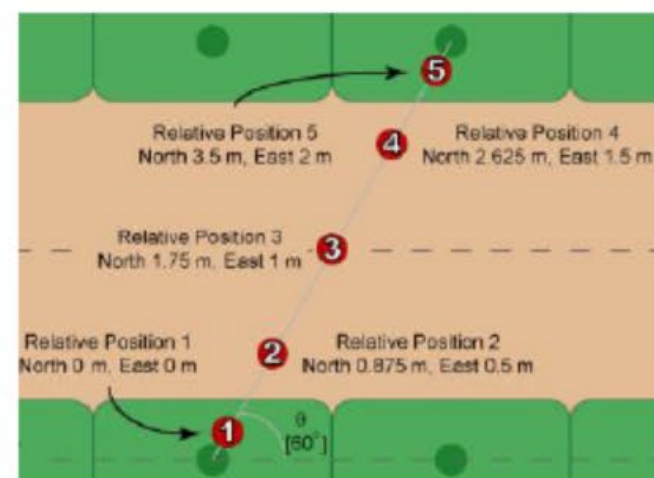 5
Relative Position 5
North 3.5 m, East 2 m
4
Relative Position 4
North 2.625 m, East 1.5 m
Relative Position 3
North 1.75 m, East 1 m
3
Relative Position 1
North 0 m, East 0 m
2
Relative Position 2
North 0.875 m, East 0.5 m
1
θ
[60°]